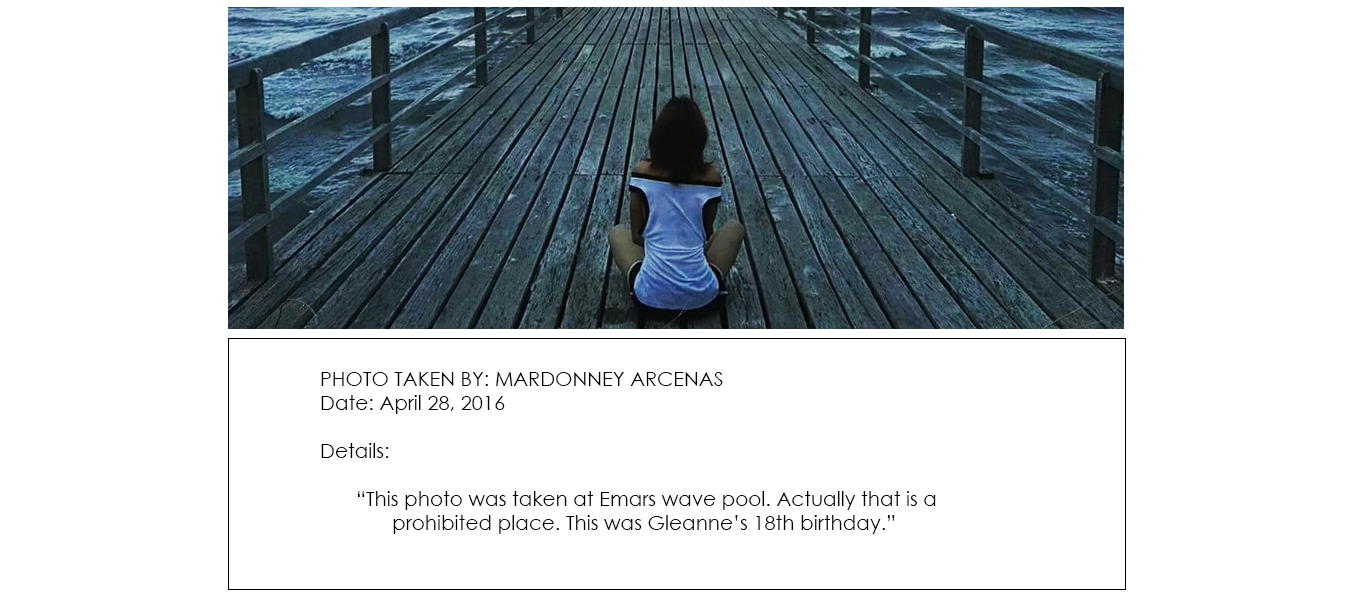 PHOTO TAKEN BY: MARDONNEY ARCENAS
Date: April 28, 2016
Details:
“This photo was taken at Emars wave pool. Actually that is a
prohibited place. This was Gleanne’s 18th birthday.”